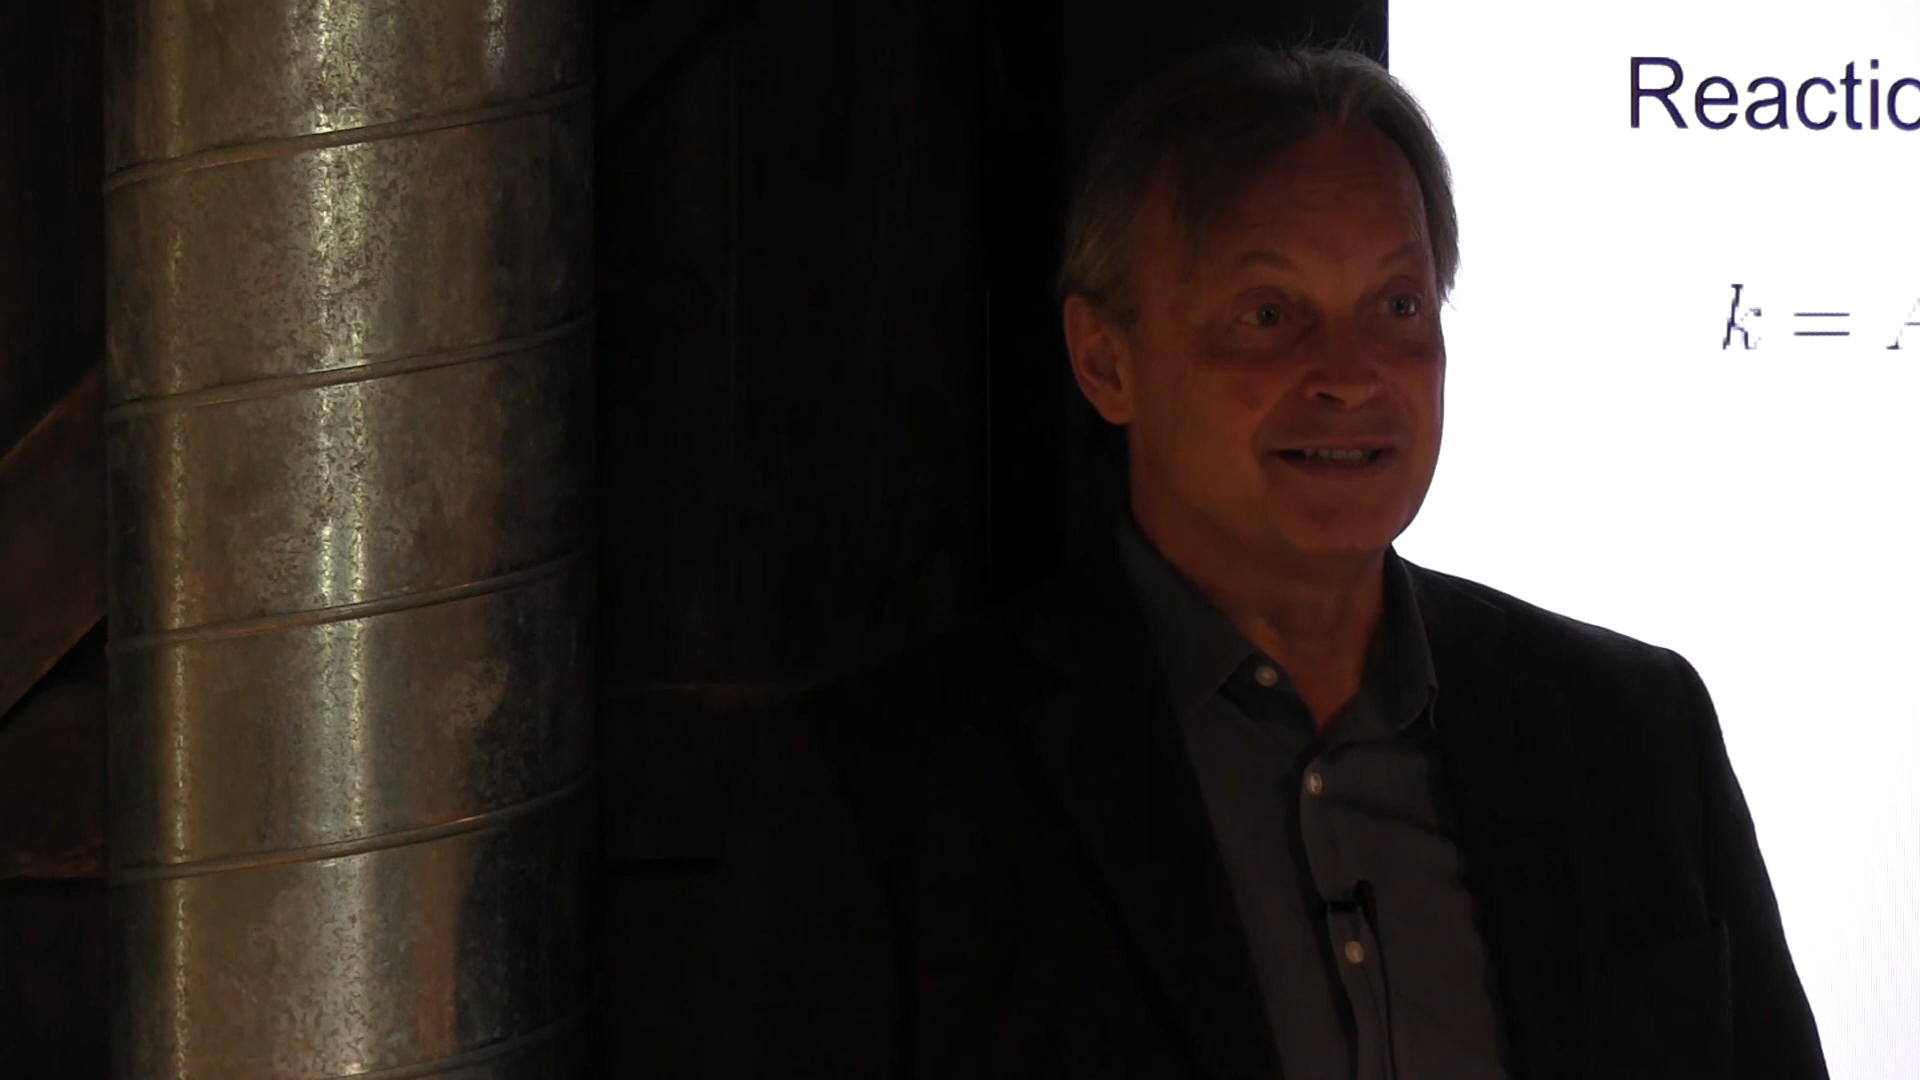 Reactio
k = A